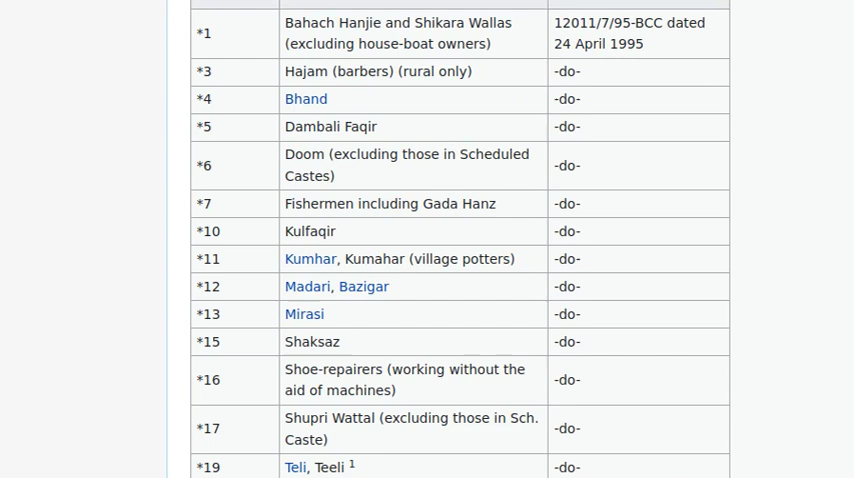 *1 Bahach Hanjie and Shikara Wallas 12011/7/95-BCC dated
(excluding house-boat owners) 24 April 1995
*3 Hajam (barbers) (rural only) -do-
*4 Bhand -do-
*5 Dambali Faqir -do-
*6 Doom (excluding those in Scheduled -do-
Castes)
*7 Fishermen including Gada Hanz -do-
*10 Kulfaqir -do-
*11 Kumhar, Kumahar (village potters) -do-
*12 Madari, Bazigar -do-
*13 Mirasi -do-
*15 Shaksaz -do-
*16 Shoe-repairers (working without the -do-
aid of machines)
*17 Shupri Wattal (excluding those in Sch. -do-
Caste)
*19 Teli, Teeli 1 -do-